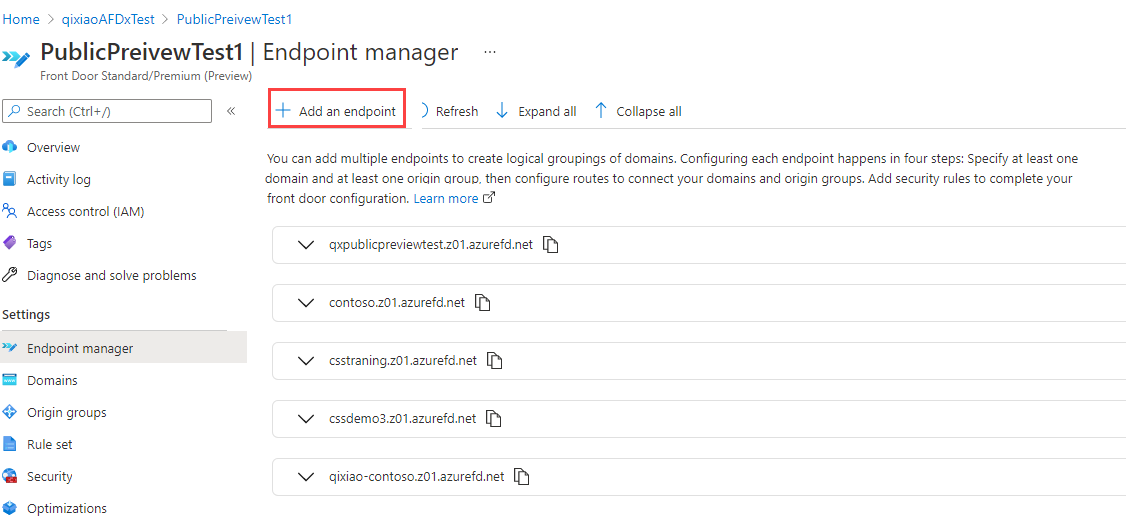 Home > qixiaoAFDxTest > PublicPreivewTest1
PublicPreivewTest1 | Endpoint manager ...
Front Door Standard/Premium (Preview)
Search (Ctrl+/) «
Add an endpoint Refresh Expand all Collapse all
Overview
Activity log
Access control (IAM)
Tags
Diagnose and solve problems
Settings
Endpoint manager
Domains
Origin groups
Rule set
Security
Optimizations
You can add multiple endpoints to create logical groupings of domains. Configuring each endpoint happens in four steps: Specify at least one
domain and at least one origin group, then configure routes to connect your domains and origin groups. Add security rules to complete your
front door configuration. Learn more
qxpublicpreviewtest.z01.azurefd.net
contoso.z01.azurefd.net
csstraning.z01.azurefd.net
cssdemo3.z01.azurefd.net
qixiao-contoso.z01.azurefd.net